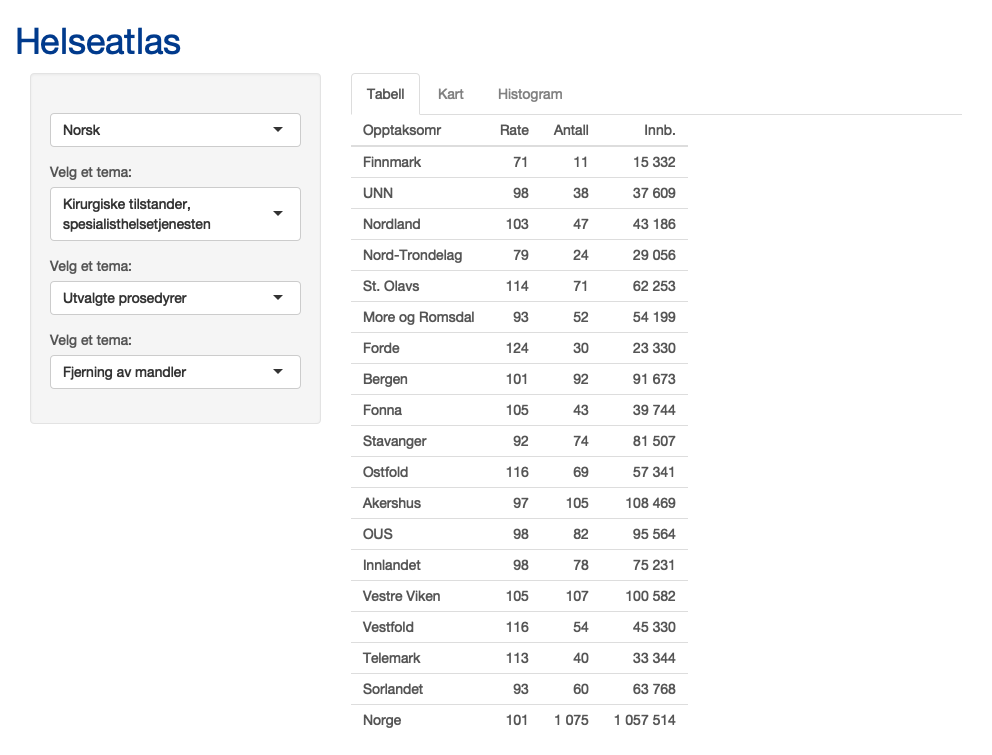 Helseatlas
Norsk
Velg et tema:
Kirurgiske tilstander,
spesialisthelsetjenesten
Velg et tema:
Utvalgte prosedyrer
Velg et tema:
Fjerning av mandler
Tabell Kart Histogram
Opptaksomr Rate Antall Innb.
Finnmark 71 11 15 332
UNN 98 38 37 609
Nordland 103 47 43 186
Nord-Trondelag 79 24 29 056
St. Olavs 114 71 62 253
More og Romsdal 93 52 54 199
Forde 124 30 23 330
Bergen 101 92 91 673
Fonna 105 43 39 744
Stavanger 92 74 81 507
Ostfold 116 69 57 341
Akershus 97 105 108 469
OUS 98 82 95 564
Innlandet 98 78 75 231
Vestre Viken 105 107 100 582
Vestfold 116 54 45 330
Telemark 113 40 33 344
Sorlandet 93 60 63 768
Norge 101 1 075 1 057 514